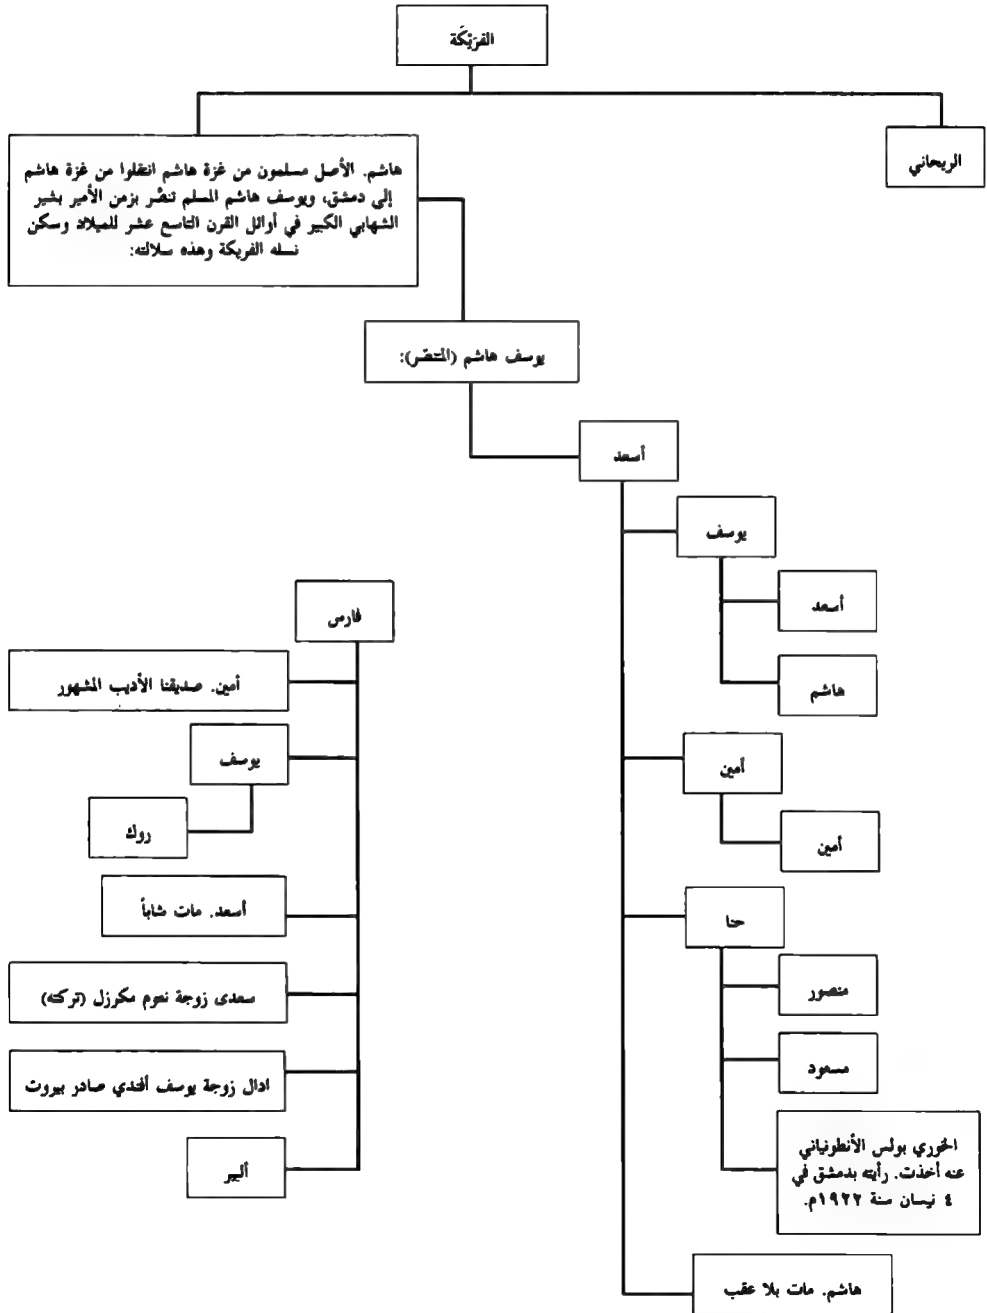 الفرَيْكَة
الريحاني
هاشم. الأصل مسلمون من غزة هاشم انتقلوا من غزة هاشم
إلى دمشق، ويوسف هاشم المسلم تنصَّر بزمن الأمير بشير
الشهابي الكبير في أوائل القرن التاسع عشر للميلاد وسكن
نسله الفريكة وهذه سلالته:
يوسف هاشم (المتنصّر):
أسعد
يوسف
أسعد
هاشم
أمين
أمين
حنا
منصور
مسعود
الخوري بولس الأنطونياني
عنه أخذت. رأيته بدمشق في
٤ نيسان سنة ١٩٢٢م.
هاشم. مات بلا عقب
فارس
أمين. صديقنا الأديب المشهور
يوسف
روك
أسعد. مات شاباً
سعدى زوجة نعوم مكرزل (تركته)
ادال زوجة يوسف أفندي صادر بيروت
ألبير